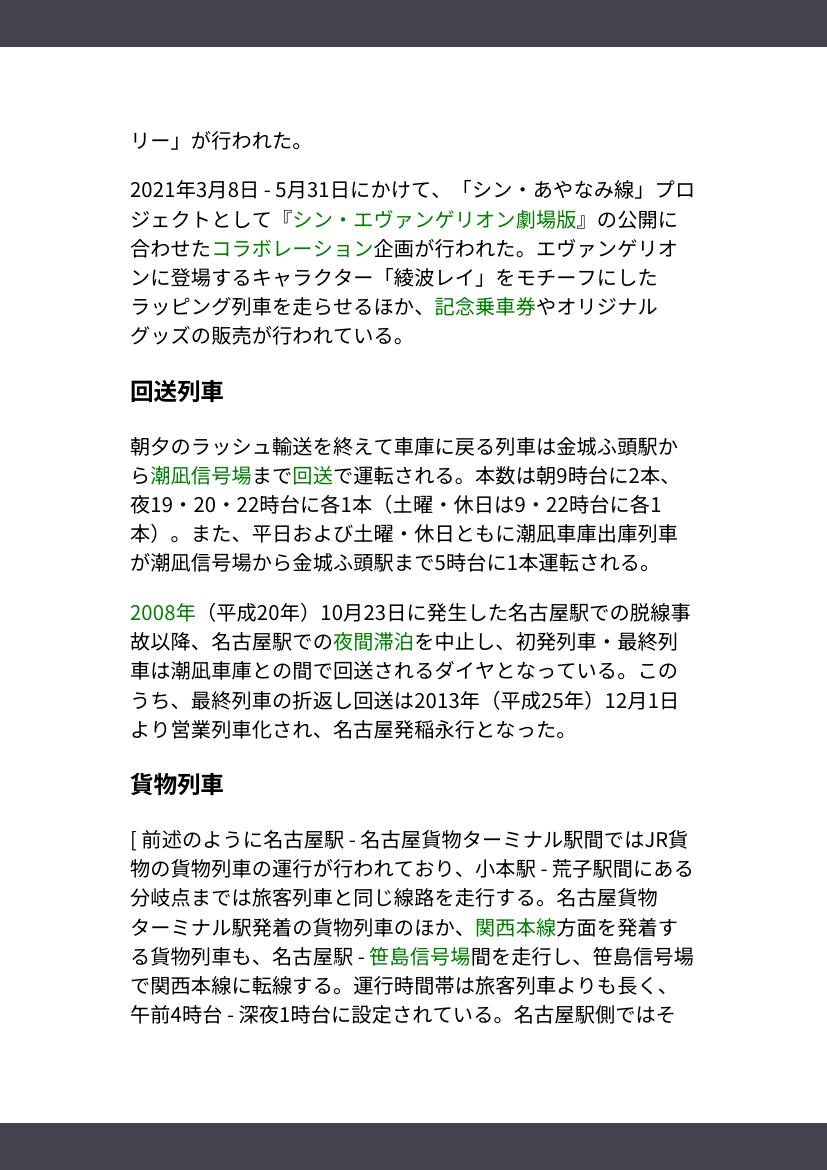 リー」が行われた。
2021年3月8日 - 5月31日にかけて、「シン・あやなみ線」プロ
ジェクトとして『シン・エヴァンゲリオン劇場版』の公開に
合わせたコラボレーション企画が行われた。エヴァンゲリオ
ンに登場するキャラクター「綾波レイ」をモチーフにした
ラッピング列車を走らせるほか、記念乗車券やオリジナル
グッズの販売が行われている。
回送列車
朝夕のラッシュ輸送を終えて車庫に戻る列車は金城ふ頭駅か
ら潮凪信号場まで回送で運転される。本数は朝9時台に2本、
夜19・20・22時台に各1本（土曜・休日は9・22時台に各1
本）。また、平日および土曜・休日ともに潮凪車庫出庫列車
が潮凪信号場から金城ふ頭駅まで5時台に1本運転される。
2008年（平成20年）10月23日に発生した名古屋駅での脱線事
故以降、名古屋駅での夜間滞泊を中止し、初発列車・最終列
車は潮凪車庫との間で回送されるダイヤとなっている。この
うち、最終列車の折返し回送は2013年（平成25年）12月1日
より営業列車化され、名古屋発稲永行となった。
貨物列車
[ 前述のように名古屋駅 - 名古屋貨物ターミナル駅間ではJR貨
物の貨物列車の運行が行われており、小本駅 - 荒子駅間にある
分岐点までは旅客列車と同じ線路を走行する。名古屋貨物
ターミナル駅発着の貨物列車のほか、関西本線方面を発着す
る貨物列車も、名古屋駅 - 笹島信号場間を走行し、笹島信号場
で関西本線に転線する。運行時間帯は旅客列車よりも長く、
午前4時台 - 深夜1時台に設定されている。名古屋駅側ではそ